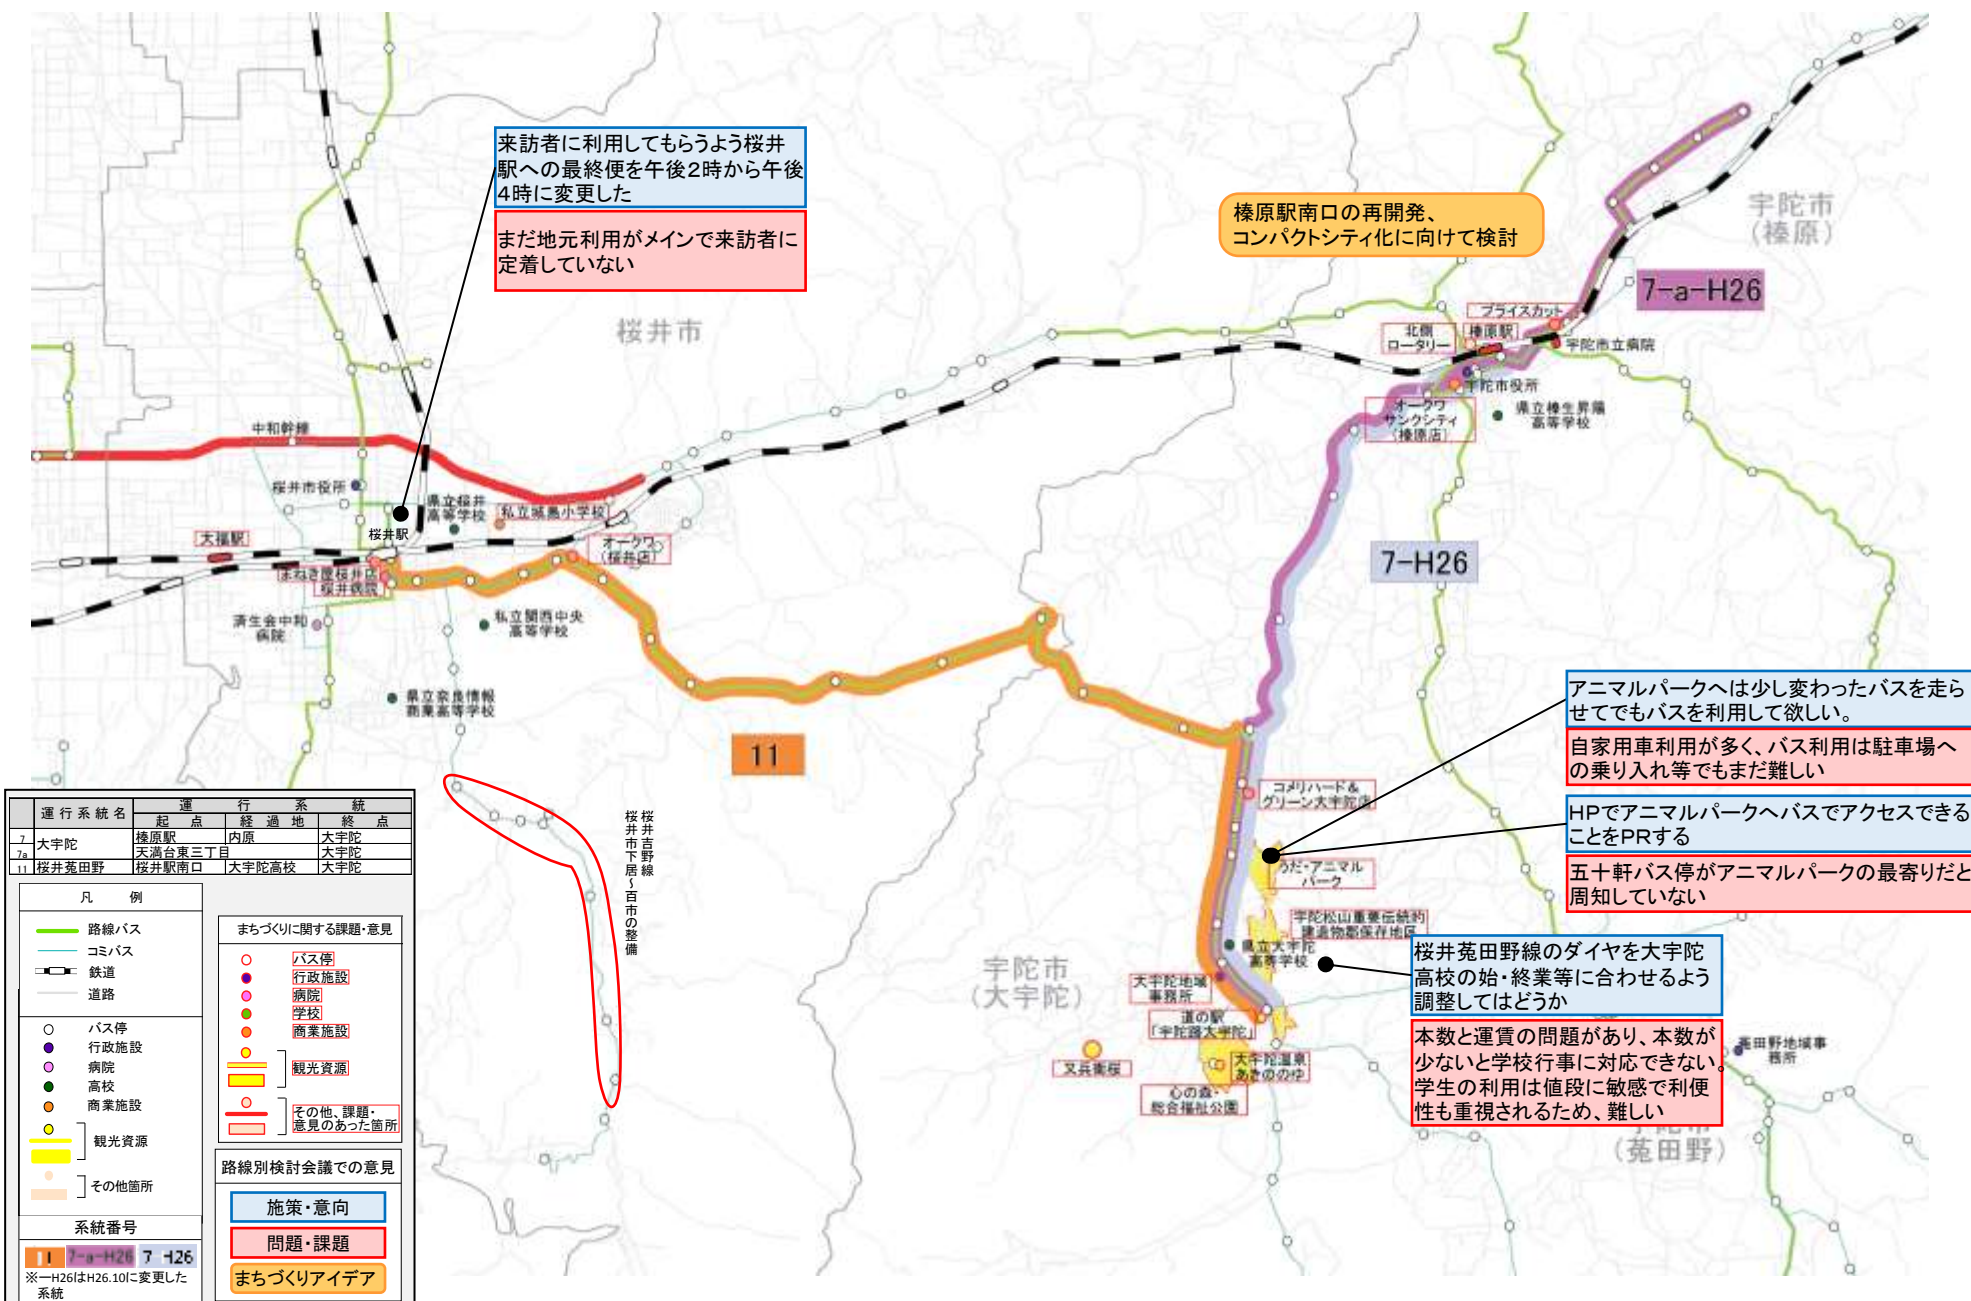 来訪者に利用してもらうよう桜井
駅への最終便を午後2時から午後
4時に変更した
まだ地元利用がメインで来訪者に
定着していない
榛原駅南口の再開発、
コンパクトシティ化に向けて検討
宇陀市
(榛原)
7-a-H26
桜井市
プライスカット
北側
ロータリー
榛原駅
宇陀市立病院
宇陀市役所
オークワ
サンクシティ
(榛原店)
県立榛生昇陽
高等学校
中和幹線
桜井市役所
県立桜井
高等学校
私立城島小学校
桜井駅
大福駅
オークワ
(桜井店)
まねき屋桜井店
桜井病院
済生会中和
病院
私立関西中央
高等学校
県立奈良情報
商業高等学校
7-H26
11
アニマルパークへは少し変わったバスを走ら
せてでもバスを利用して欲しい。
自家用車利用が多く、バス利用は駐車場へ
の乗り入れ等でもまだ難しい
コメリハード&
グリーン大宇陀店
HPでアニマルパークへバスでアクセスできる
ことをPRする
五十軒バス停がアニマルパークの最寄りだと
周知していない
うだ・アニマル
パーク
宇陀松山重要伝統的
建造物群保存地区
県立大宇陀
高等学校
桜井菟田野線のダイヤを大宇陀
高校の始・終業等に合わせるよう
調整してはどうか
本数と運賃の問題があり、本数が
少ないと学校行事に対応できない。
学生の利用は値段に敏感で利便
性も重視されるため、難しい
宇陀市
(大宇陀)
大宇陀地域
事務所
道の駅
「宇陀路大宇陀」
又兵衛桜
大宇陀温泉
あきののゆ
心の森・
総合福祉公園
菟田野地域事
務所
宇陀市
(菟田野)
桜井吉野線
桜井市下居~百市の整備
運行系統名 運行系統
起点 経過地 終点
7 大宇陀 榛原駅 内原 大宇陀
7a 天満台東三丁目 大宇陀
11 桜井菟田野 桜井駅南口 大宇陀高校 大宇陀
凡 例
路線バス
コミバス
鉄道
道路
バス停
行政施設
病院
高校
商業施設
観光資源
その他箇所
系統番号
11 7-a-H26 7-H26
※-H26はH26.10に変更した
系統
まちづくりに関する課題・意見
バス停
行政施設
病院
学校
商業施設
観光資源
その他、課題・
意見のあった箇所
路線別検討会議での意見
施策・意向
問題・課題
まちづくりアイデア